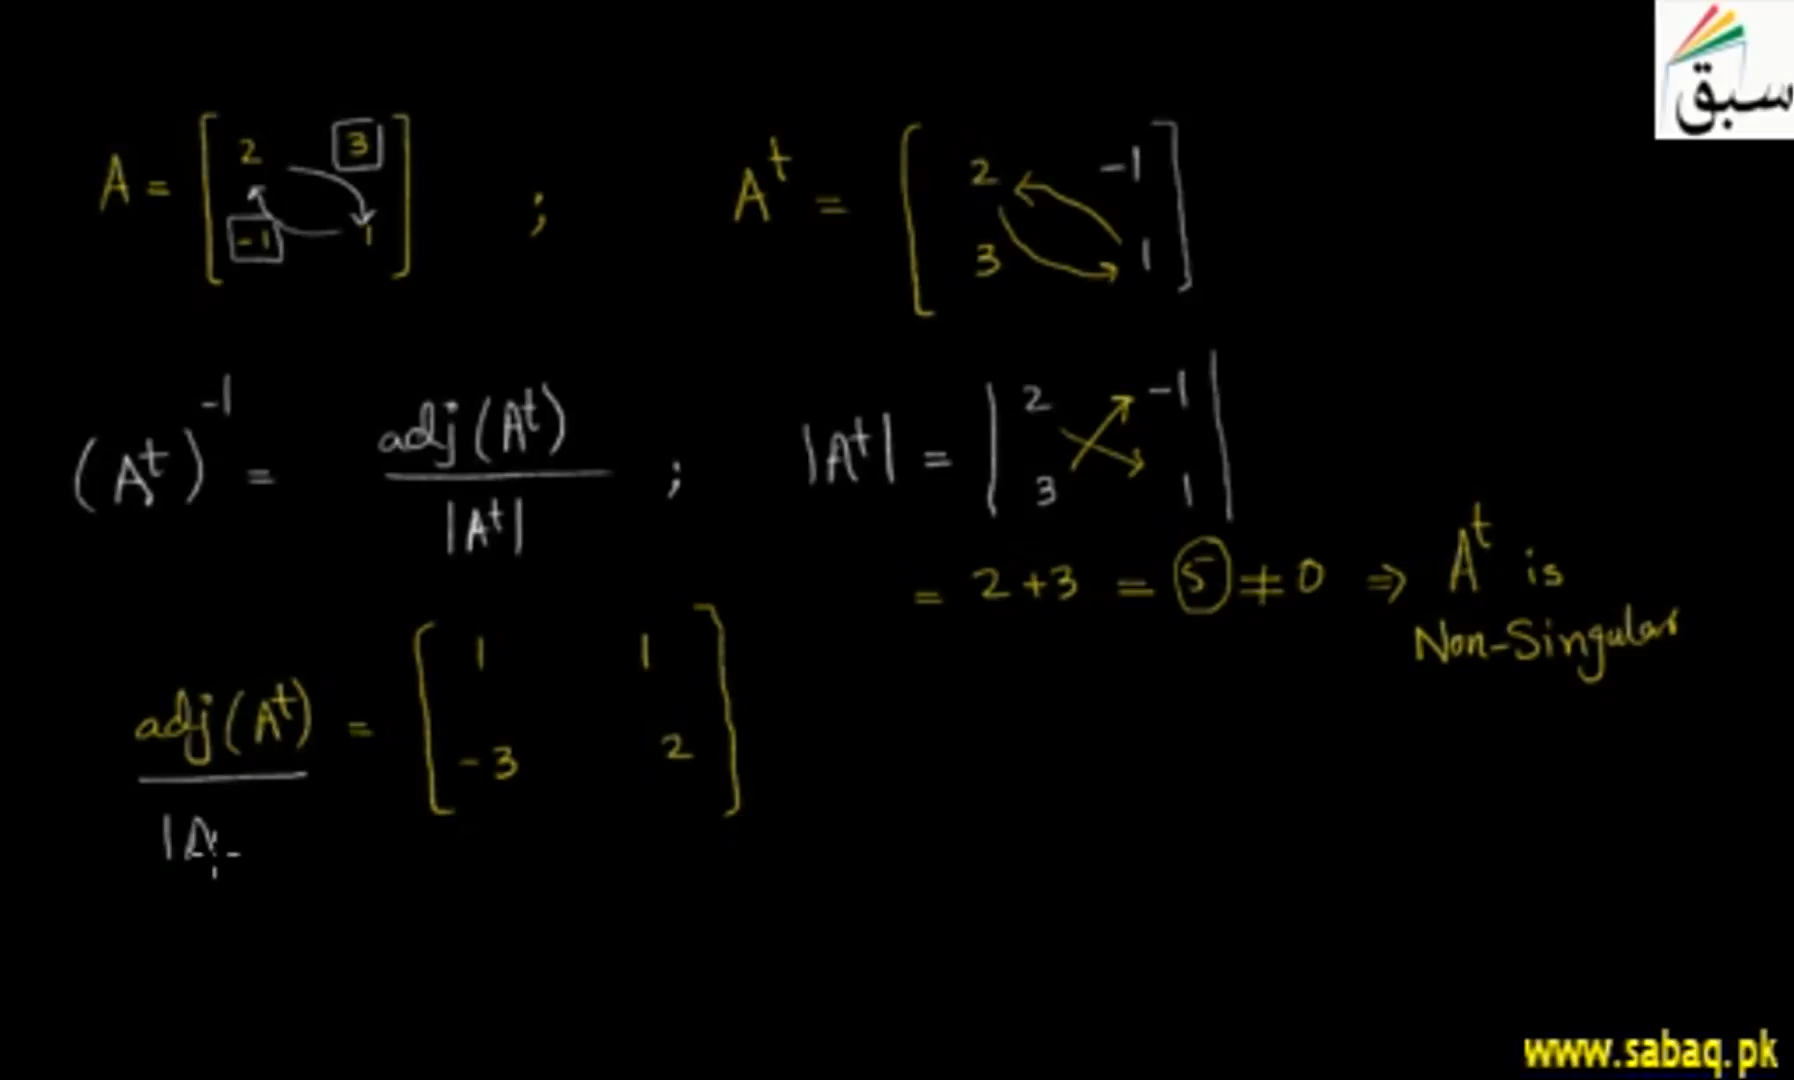 سبق
A = [ 2 3 ; A^t = [ 2 -1
-1 1 ] 3 1 ]
(A^t)^-1 = adj(A^t) / |A^t| ; |A^t| = | 2 -1
3 1 |
= 2 + 3 = 5 ≠ 0 ⇒ A^t is
Non-Singular
adj(A^t) = [ 1 1
-3 2 ]
|A
www.sabaq.pk